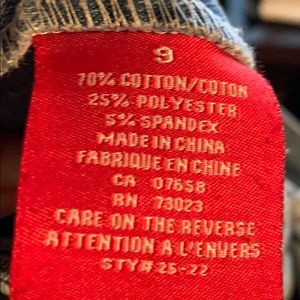 9
70% COTTON/COTON
25% POLYESTER
5% SPANDEX
MADE IN CHINA
FABRIQUE EN CHINE
CA 07658
RN 73023
CARE ON THE REVERSE
ATTENTION A L'ENVERS
STY# 25-22